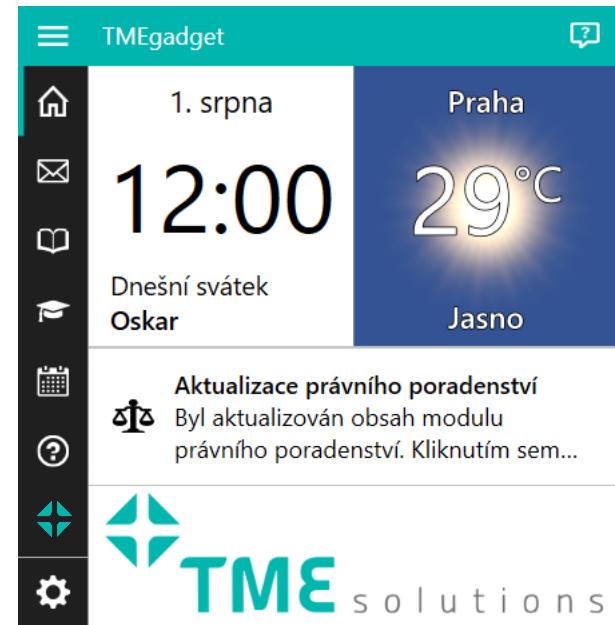 TMEgadget
1. srpna
12:00
Dnešní svátek
Oskar
Praha
29°C
Jasno
Aktualizace právního poradenství
Byl aktualizován obsah modulu
právního poradenství. Kliknutím sem...
TME solutions